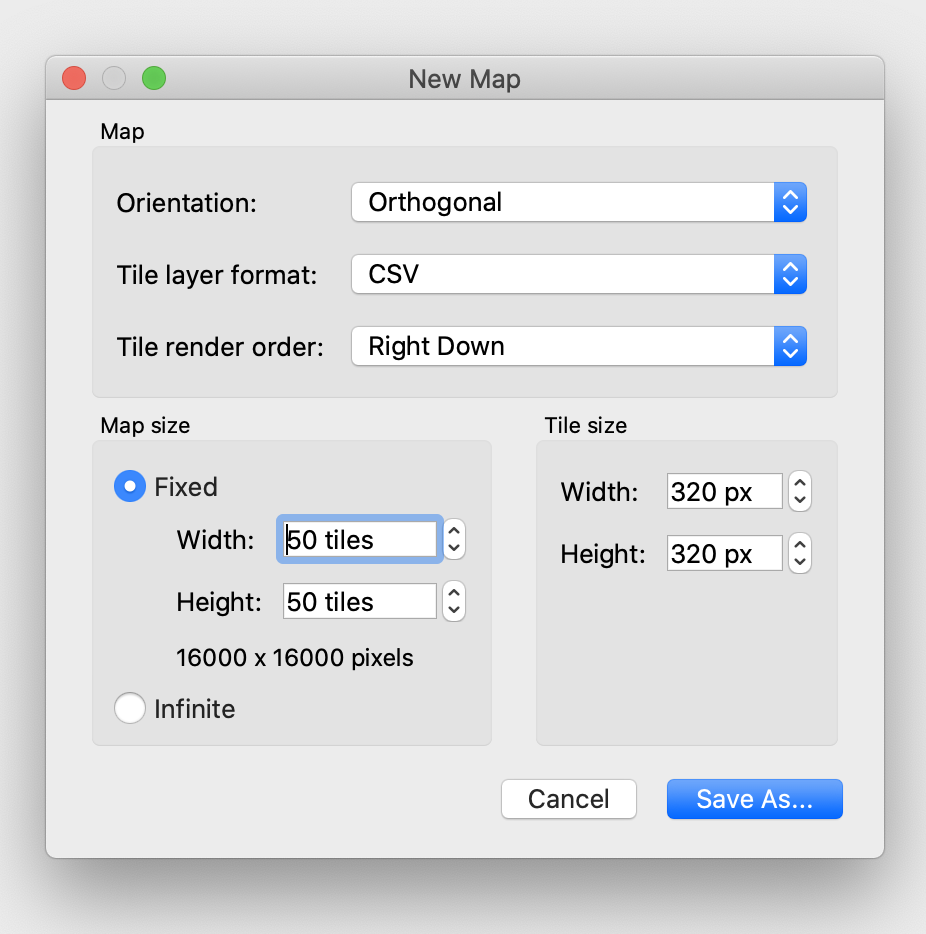 New Map
Map
Orientation: Orthogonal
Tile layer format: CSV
Tile render order: Right Down
Map size
Fixed
Width: 50 tiles
Height: 50 tiles
16000 x 16000 pixels
Infinite
Tile size
Width: 320 px
Height: 320 px
Cancel Save As...